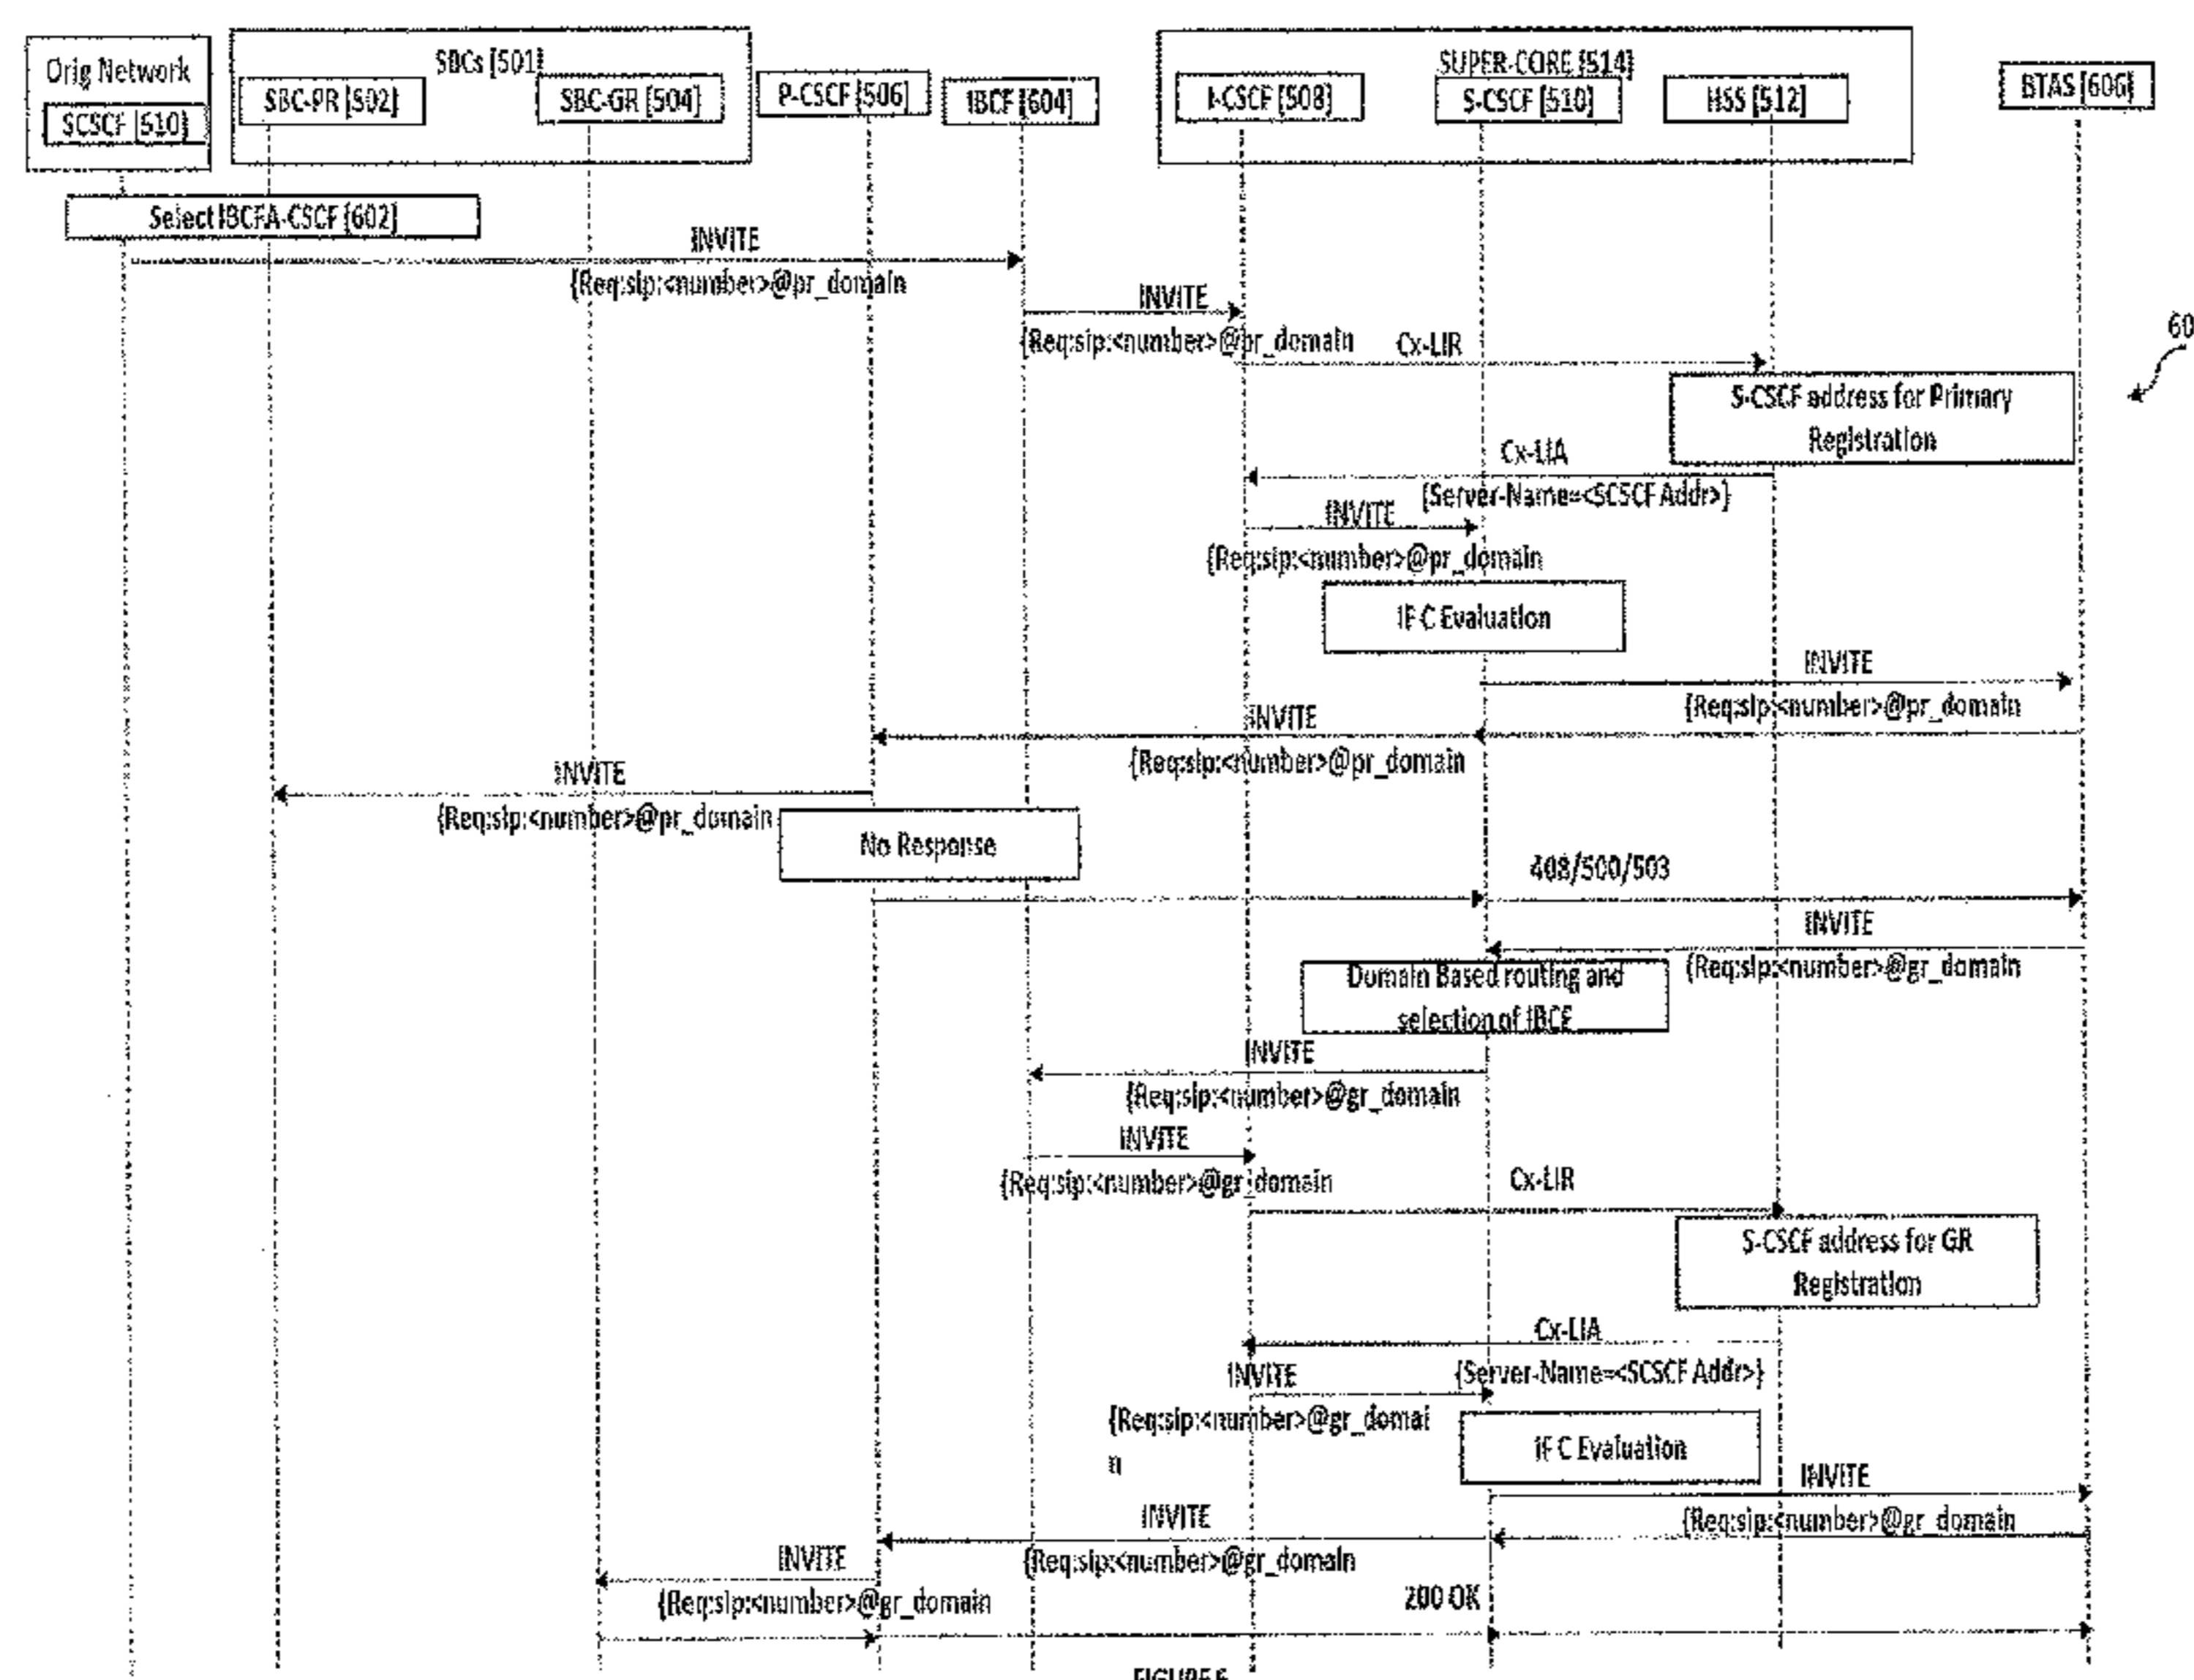 Orig Network
SCSCF [510]
SBCs [501]
SBC-PR [502]
SBC-GR [504]
P-CSCF [506]
IBCF [604]
SUPER-CORE [514]
I-CSCF [508]
S-CSCF [510]
HSS [512]
BTAS [606]
Select IBCFA-CSCF [602]
INVITE
{Req:sip:<number>@pr_domain
INVITE
{Req:sip:<number>@pr_domain
Cx-LIR
60
S-CSCF address for Primary
Registration
Cx-LIA
{Server-Name=<SCSCF Addr>}
INVITE
{Req:sip:<number>@pr_domain
IFC Evaluation
INVITE
{Req:sip:<number>@pr_domain
INVITE
{Req:sip:<number>@pr_domain
INVITE
{Req:sip:<number>@pr_domain
No Response
408/500/503
INVITE
{Req:sip:<number>@gr_domain
Domain Based routing and
selection of IBCF
INVITE
{Req:sip:<number>@gr_domain
INVITE
{Req:sip:<number>@gr_domain
Cx-LIR
S-CSCF address for GR
Registration
Cx-LIA
{Server-Name=<SCSCF Addr>}
INVITE
{Req:sip:<number>@gr_domai
n
iFC Evaluation
INVITE
{Req:sip:<number>@gr_domain
INVITE
{Req:sip:<number>@gr_domain
INVITE
{Req:sip:<number>@gr_domain
200 OK